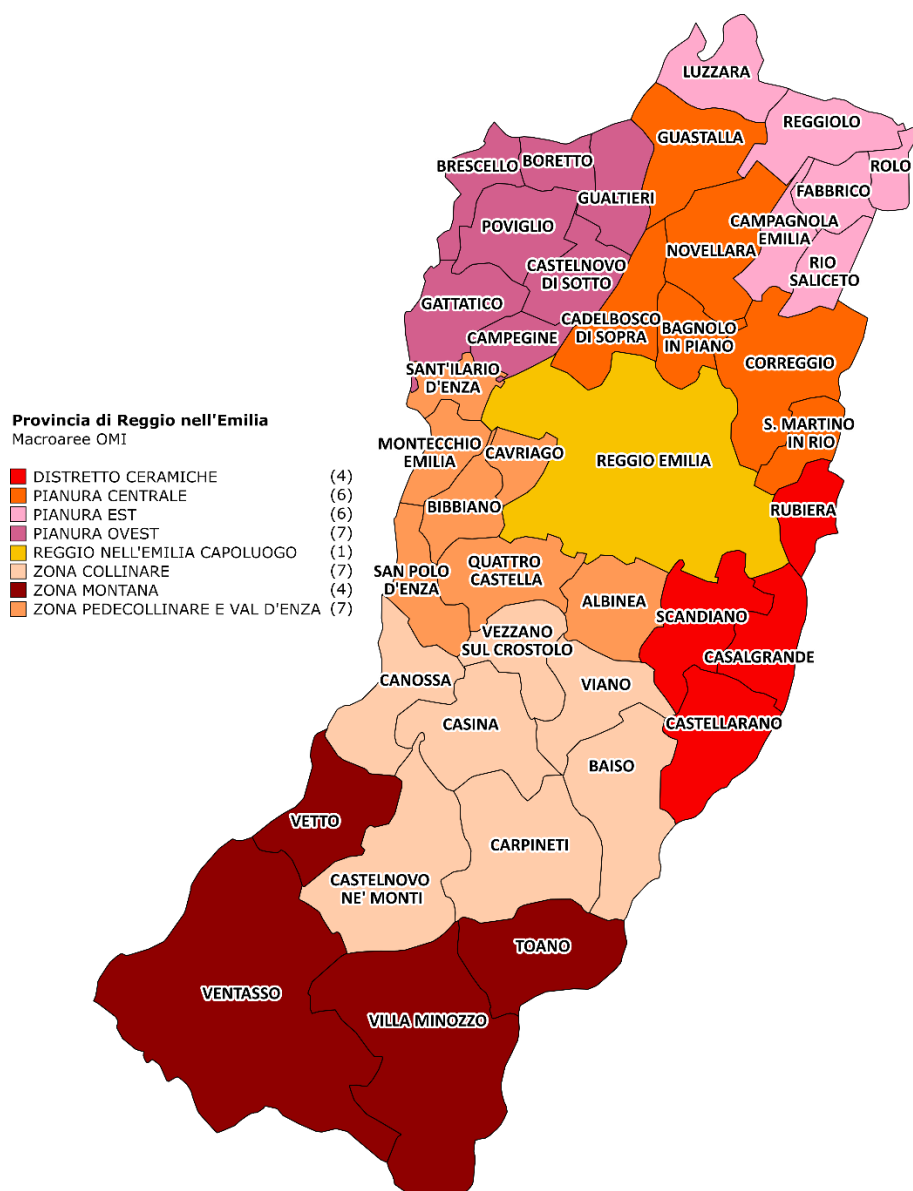 LUZZARA
REGGIOLO
GUASTALLA
ROLO
BRESCELLO
BORETTO
FABBRICO
GUALTIERI
POVIGLIO
CAMPAGNOLA
EMILIA
NOVELLARA
CASTELNOVO
DI SOTTO
RIO
SALICETO
GATTATICO
CADELBOSCO
DI SOPRA
BAGNOLO
IN PIANO
CAMPEGINE
CORREGGIO
SANT'ILARIO
D'ENZA
Provincia di Reggio nell'Emilia
Macroaree OMI
DISTRETTO CERAMICHE (4)
PIANURA CENTRALE (6)
PIANURA EST (6)
PIANURA OVEST (7)
REGGIO NELL'EMILIA CAPOLUOGO (1)
ZONA COLLINARE (7)
ZONA MONTANA (4)
ZONA PEDECOLLINARE E VAL D'ENZA (7)
S. MARTINO
IN RIO
MONTECCHIO
EMILIA
CAVRIAGO
REGGIO EMILIA
BIBBIANO
RUBIERA
SAN POLO
D'ENZA
QUATTRO
CASTELLA
ALBINEA
SCANDIANO
VEZZANO
SUL CROSTOLO
CASALGRANDE
CANOSSA
VIANO
CASINA
CASTELLARANO
BAISO
VETTO
CARPINETI
CASTELNOVO
NE' MONTI
TOANO
VENTASSO
VILLA MINOZZO